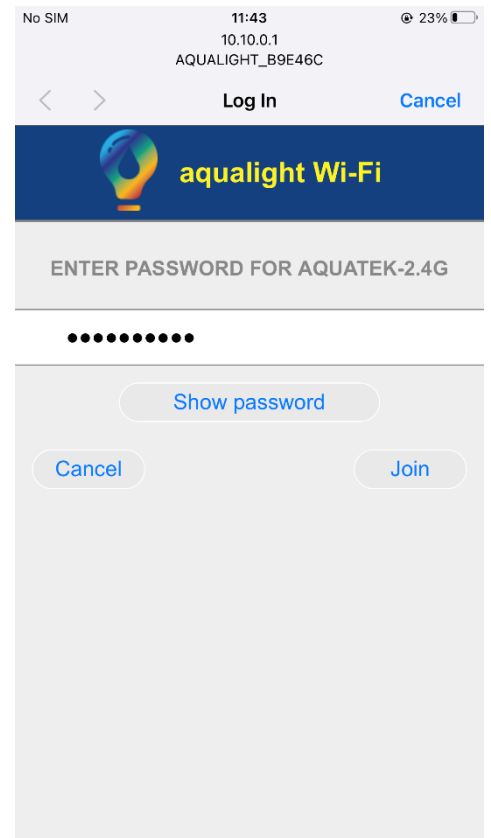 No SIM 11:43 23%
10.10.0.1
AQUALIGHT_B9E46C
Log In Cancel
aqualight Wi-Fi
ENTER PASSWORD FOR AQUATEK-2.4G
••••••••••
Show password
Cancel Join